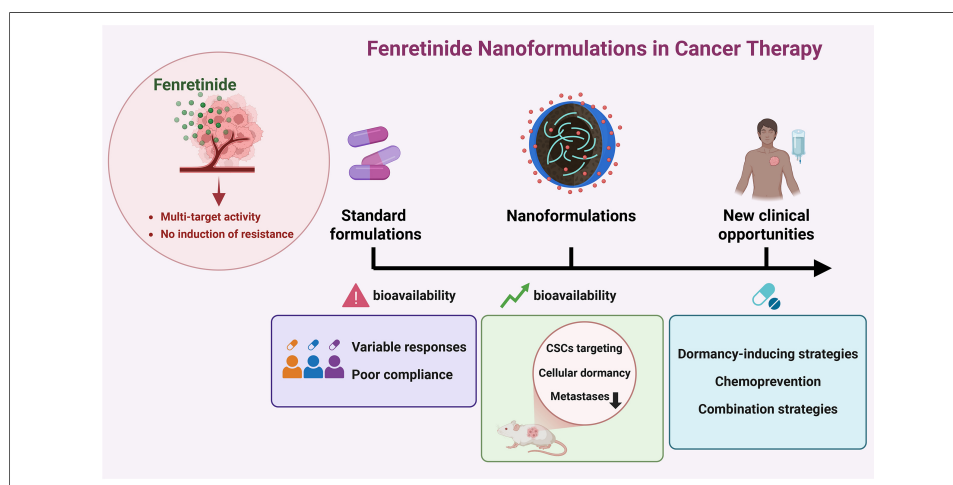 Fenretinide Nanoformulations in Cancer Therapy
Fenretinide
• Multi-target activity
• No induction of resistance
Standard
formulations
Nanoformulations
New clinical
opportunities
! bioavailability
bioavailability
Variable responses
Poor compliance
CSCs targeting
Cellular dormancy
Metastases
Dormancy-inducing strategies
Chemoprevention
Combination strategies